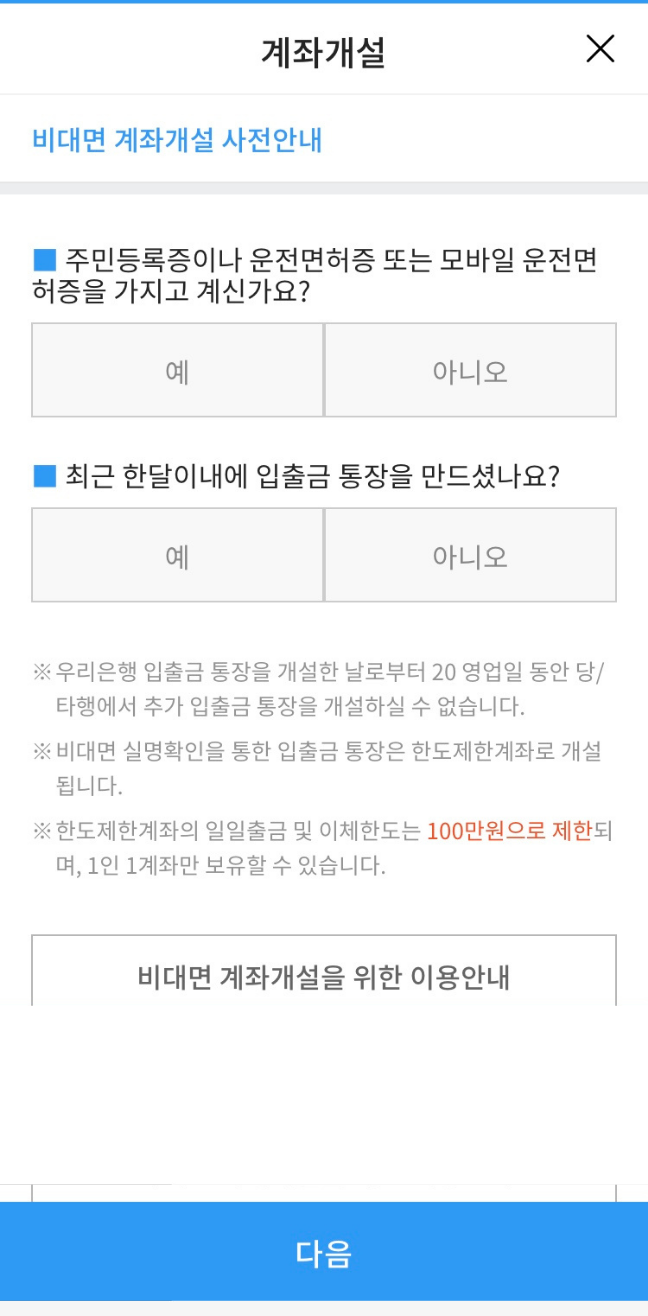 계좌개설
비대면 계좌개설 사전안내
주민등록증이나 운전면허증 또는 모바일 운전면
허증을 가지고 계신가요?
예 아니오
최근 한달이내에 입출금 통장을 만드셨나요?
예 아니오
※ 우리은행 입출금 통장을 개설한 날로부터 20 영업일 동안 당/
타행에서 추가 입출금 통장을 개설하실 수 없습니다.
※ 비대면 실명확인을 통한 입출금 통장은 한도제한계좌로 개설
됩니다.
※ 한도제한계좌의 일일출금 및 이체한도는 100만원으로 제한되
며, 1인 1계좌만 보유할 수 있습니다.
비대면 계좌개설을 위한 이용안내
다음